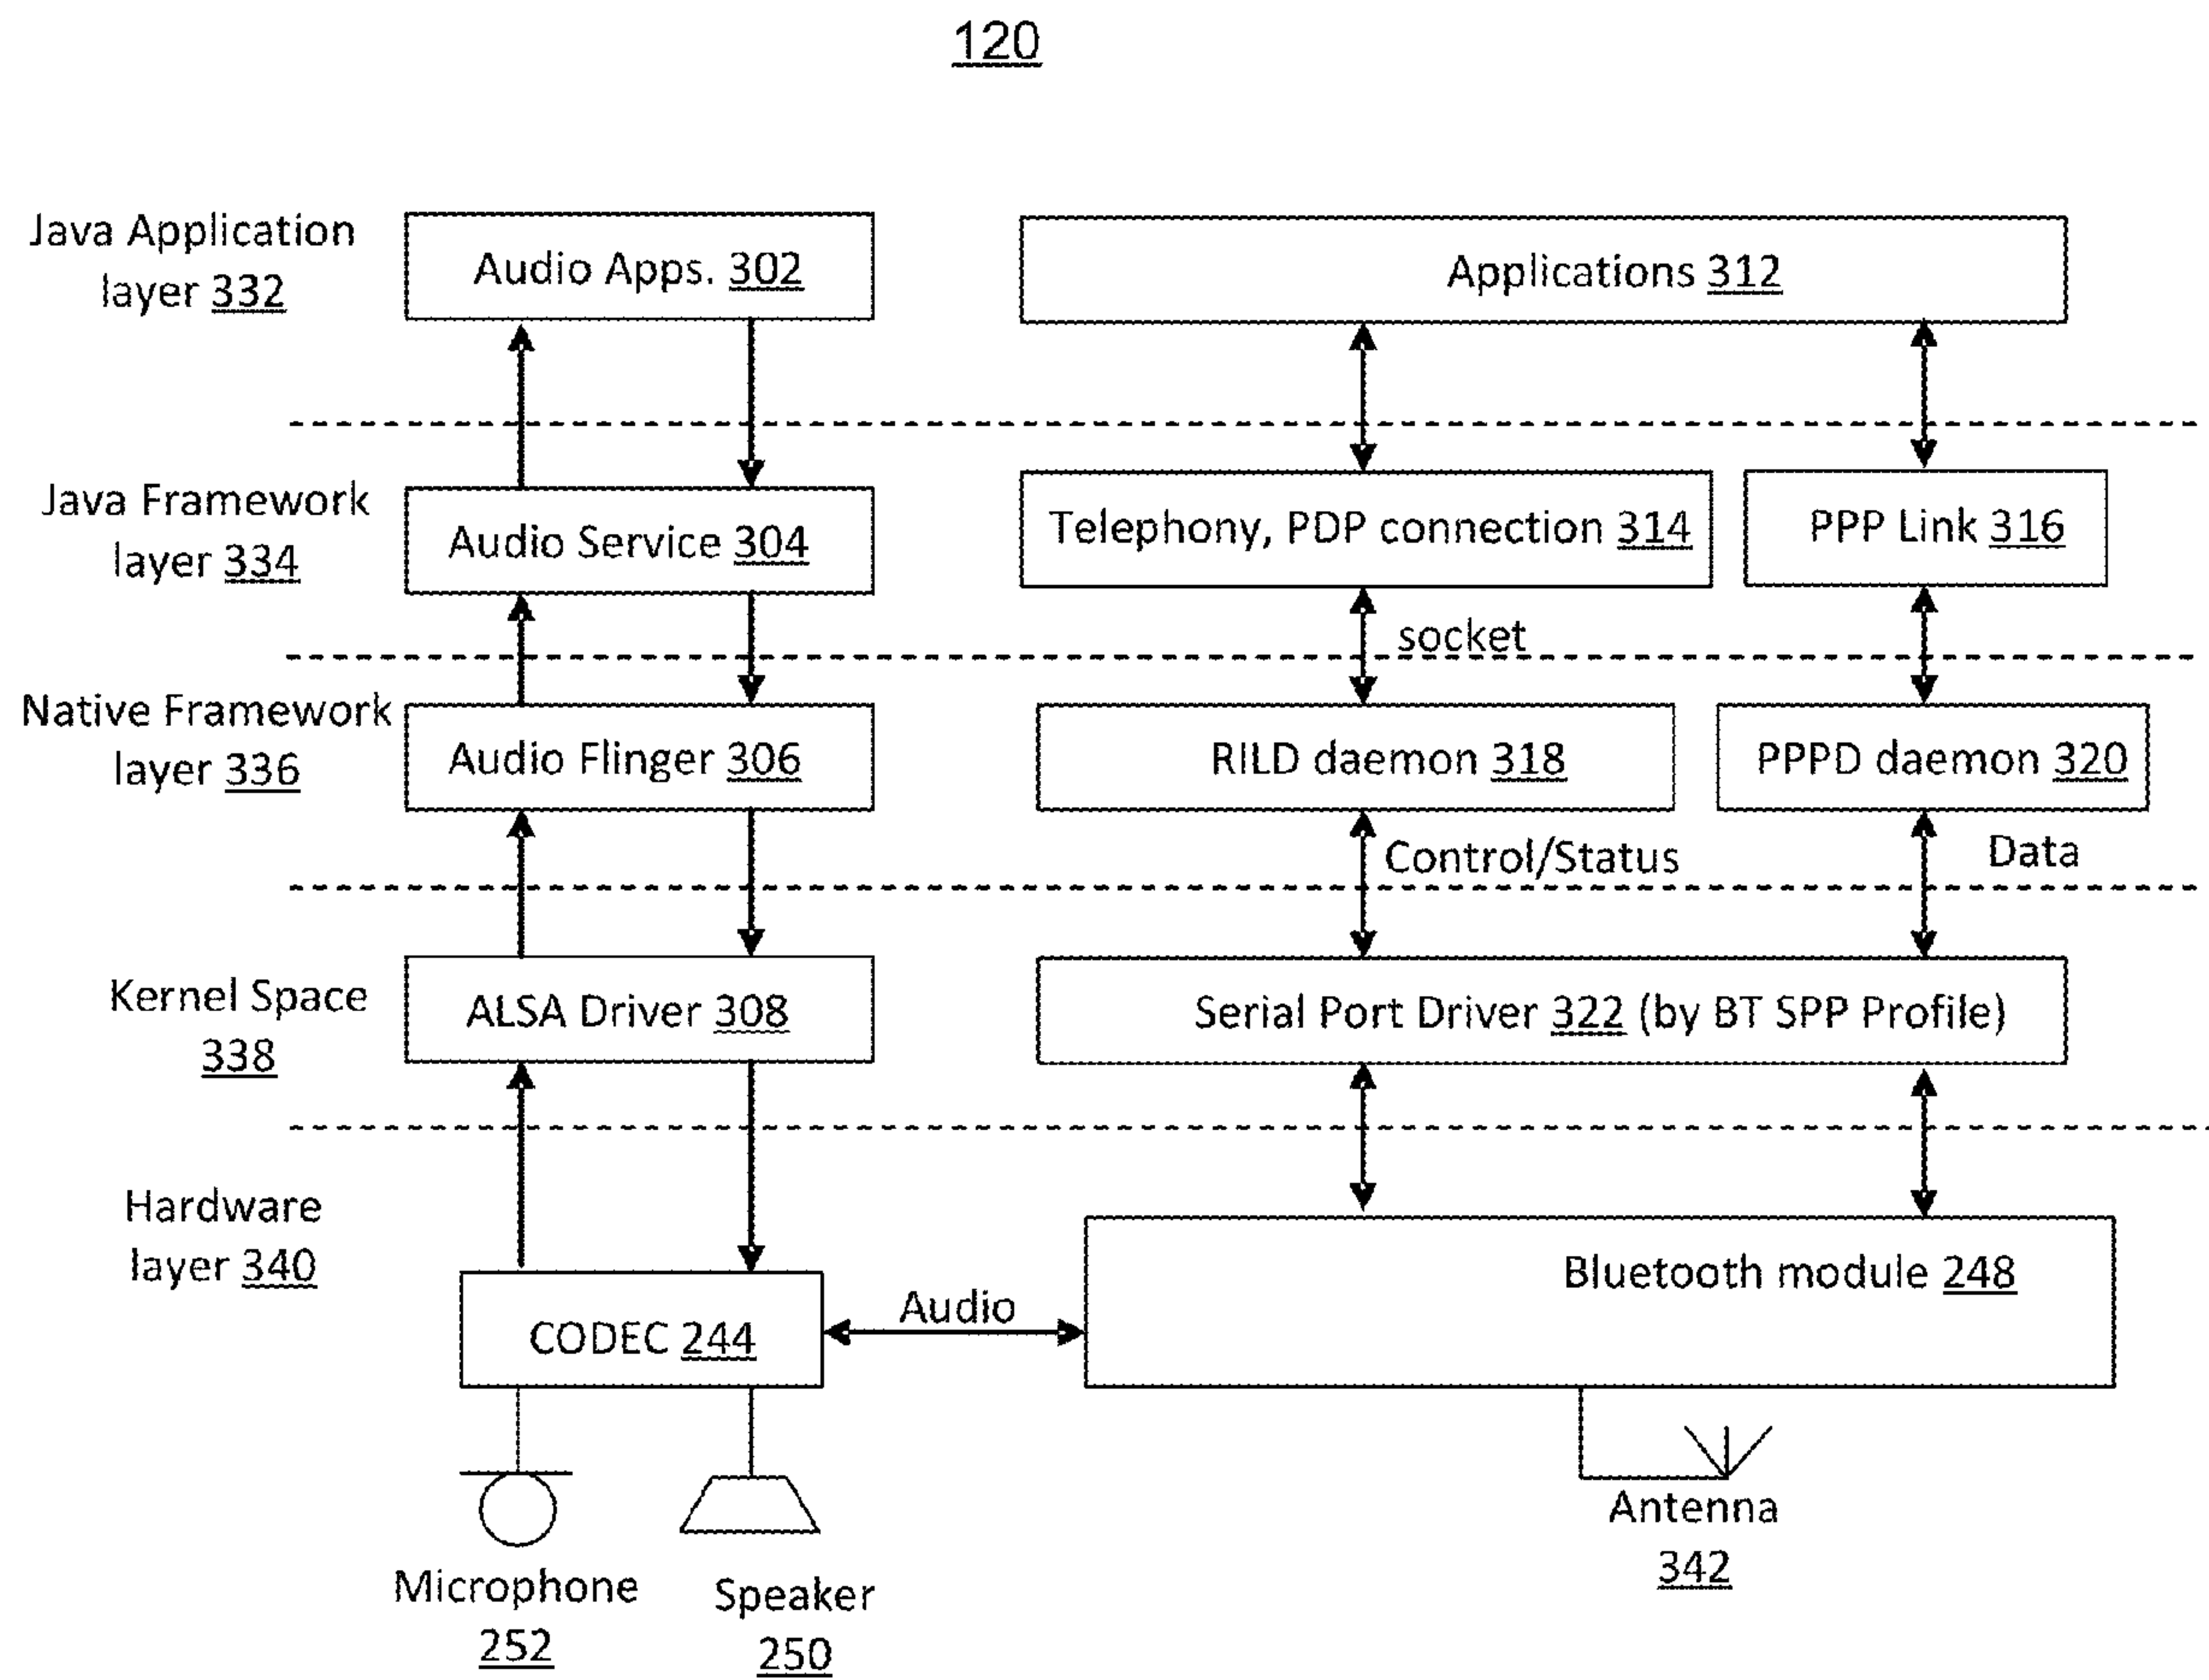 120
Java Application
layer 332
Audio Apps. 302
Applications 312
Java Framework
layer 334
Audio Service 304
Telephony, PDP connection 314
PPP Link 316
socket
Native Framework
layer 336
Audio Flinger 306
RILD daemon 318
PPPD daemon 320
Control/Status
Data
Kernel Space
338
ALSA Driver 308
Serial Port Driver 322 (by BT SPP Profile)
Hardware
layer 340
CODEC 244
Audio
Bluetooth module 248
Microphone
252
Speaker
250
Antenna
342